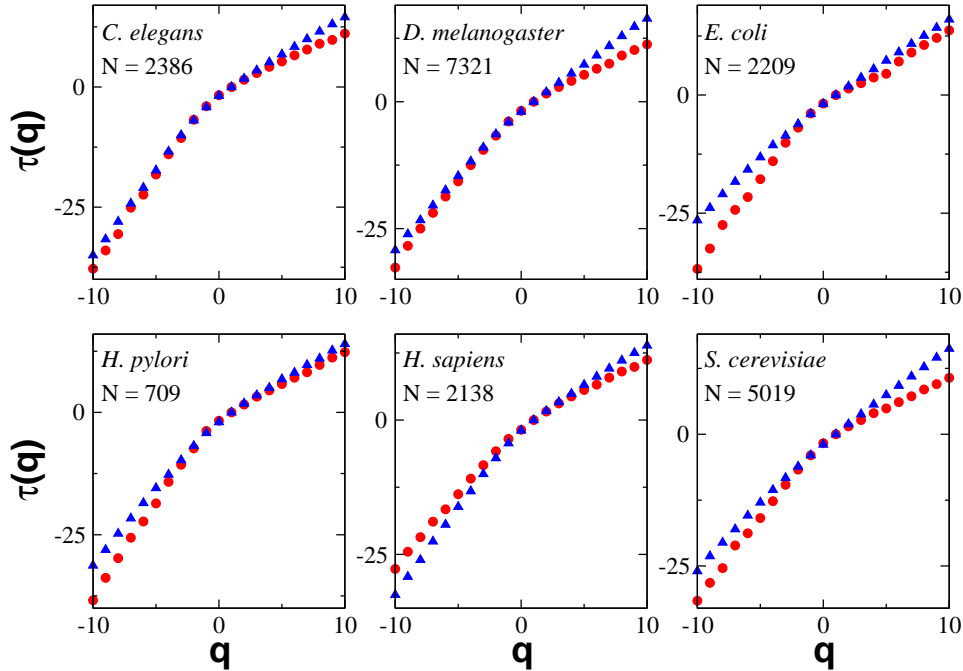 C. elegans
N = 2386
0
-25
τ(q)
-10
0
10
D. melanogaster
N = 7321
0
-25
-10
0
10
E. coli
N = 2209
0
-25
-10
0
10
H. pylori
N = 709
0
-25
τ(q)
-10
0
10
q
H. sapiens
N = 2138
0
-25
-10
0
10
q
S. cerevisiae
N = 5019
0
-25
-10
0
10
q